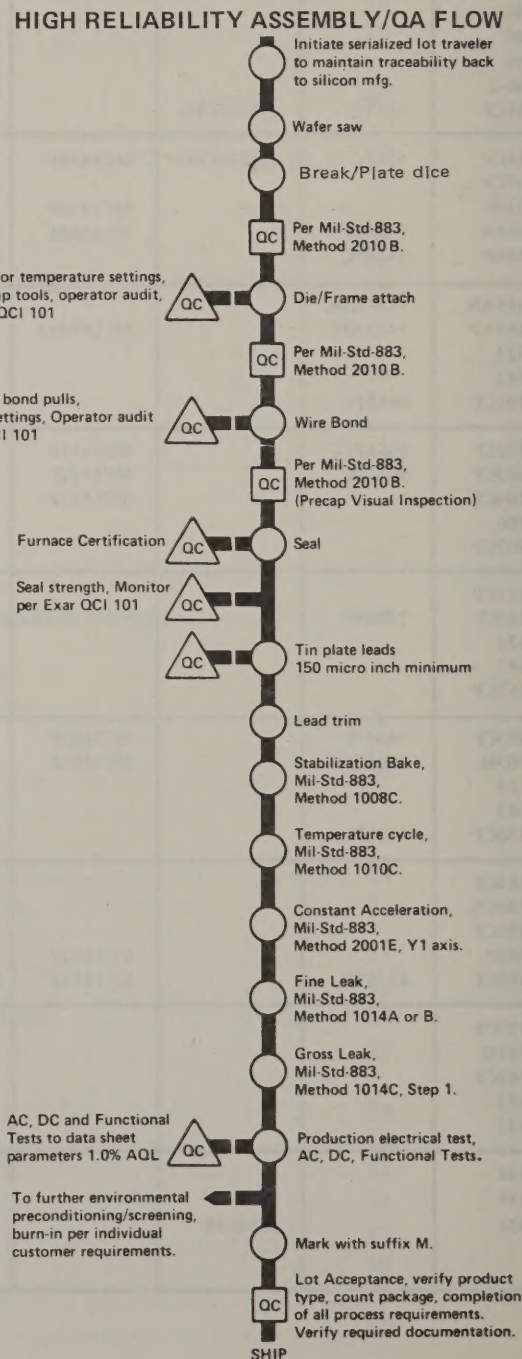 HIGH RELIABILITY ASSEMBLY/QA FLOW
Initiate serialized lot traveler
to maintain traceability back
to silicon mfg.
Wafer saw
Break/Plate dice
QC
Per Mil-Std-883,
Method 2010 B.
or temperature settings,
p tools, operator audit,
QCI 101
QC
Die/Frame attach
QC
Per Mil-Std-883,
Method 2010 B.
bond pulls,
ettings, Operator audit
CI 101
QC
Wire Bond
QC
Per Mil-Std-883,
Method 2010 B.
(Precap Visual Inspection)
Furnace Certification
QC
Seal
Seal strength, Monitor
per Exar QCI 101
QC
QC
Tin plate leads
150 micro inch minimum
Lead trim
Stabilization Bake,
Mil-Std-883,
Method 1008C.
Temperature cycle,
Mil-Std-883,
Method 1010C.
Constant Acceleration,
Mil-Std-883,
Method 2001E, Y1 axis.
Fine Leak,
Mil-Std-883,
Method 1014A or B.
Gross Leak,
Mil-Std-883,
Method 1014C, Step 1.
AC, DC and Functional
Tests to data sheet
parameters 1.0% AQL
QC
Production electrical test,
AC, DC, Functional Tests.
To further environmental
preconditioning/screening,
burn-in per individual
customer requirements.
Mark with suffix M.
QC
Lot Acceptance, verify product
type, count package, completion
of all process requirements.
Verify required documentation.
SHIP